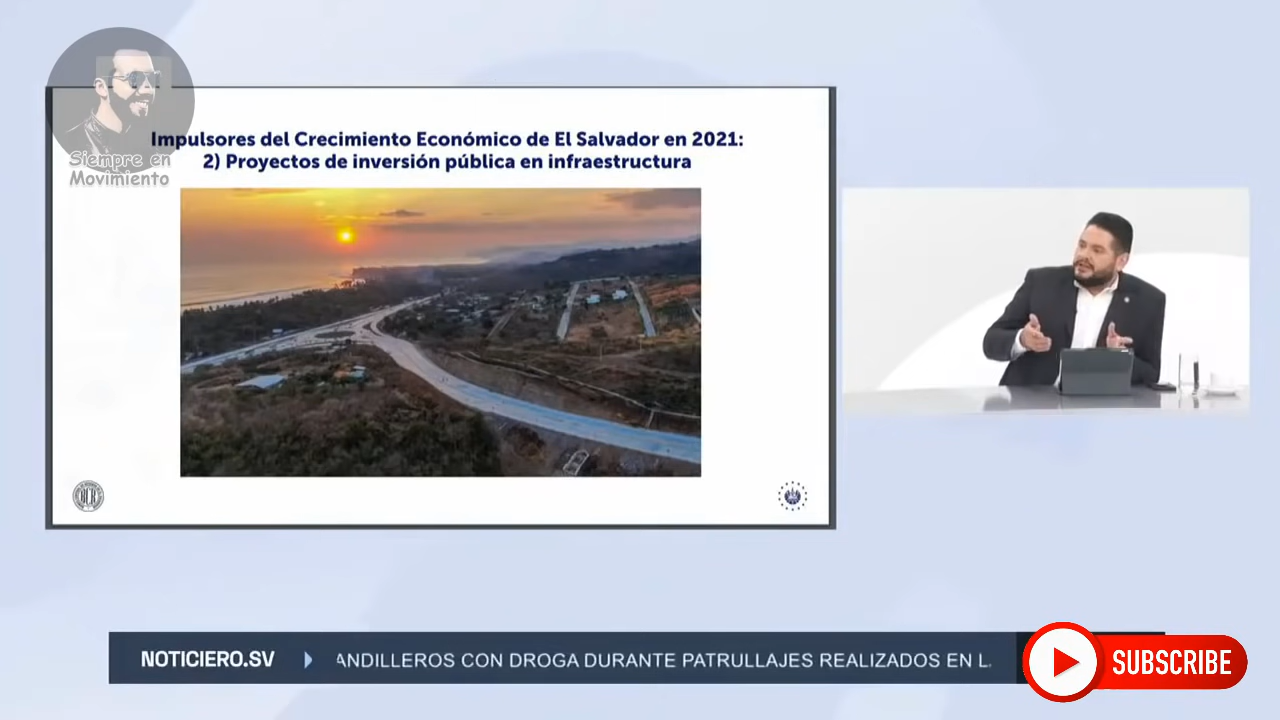 Impulsores del Crecimiento Económico de El Salvador en 2021:
2) Proyectos de inversión pública en infraestructura
Siempre en
Movimiento
BCR
NOTICIERO.SV
ANDILLEROS CON DROGA DURANTE PATRULLAJES REALIZADOS EN L
SUBSCRIBE